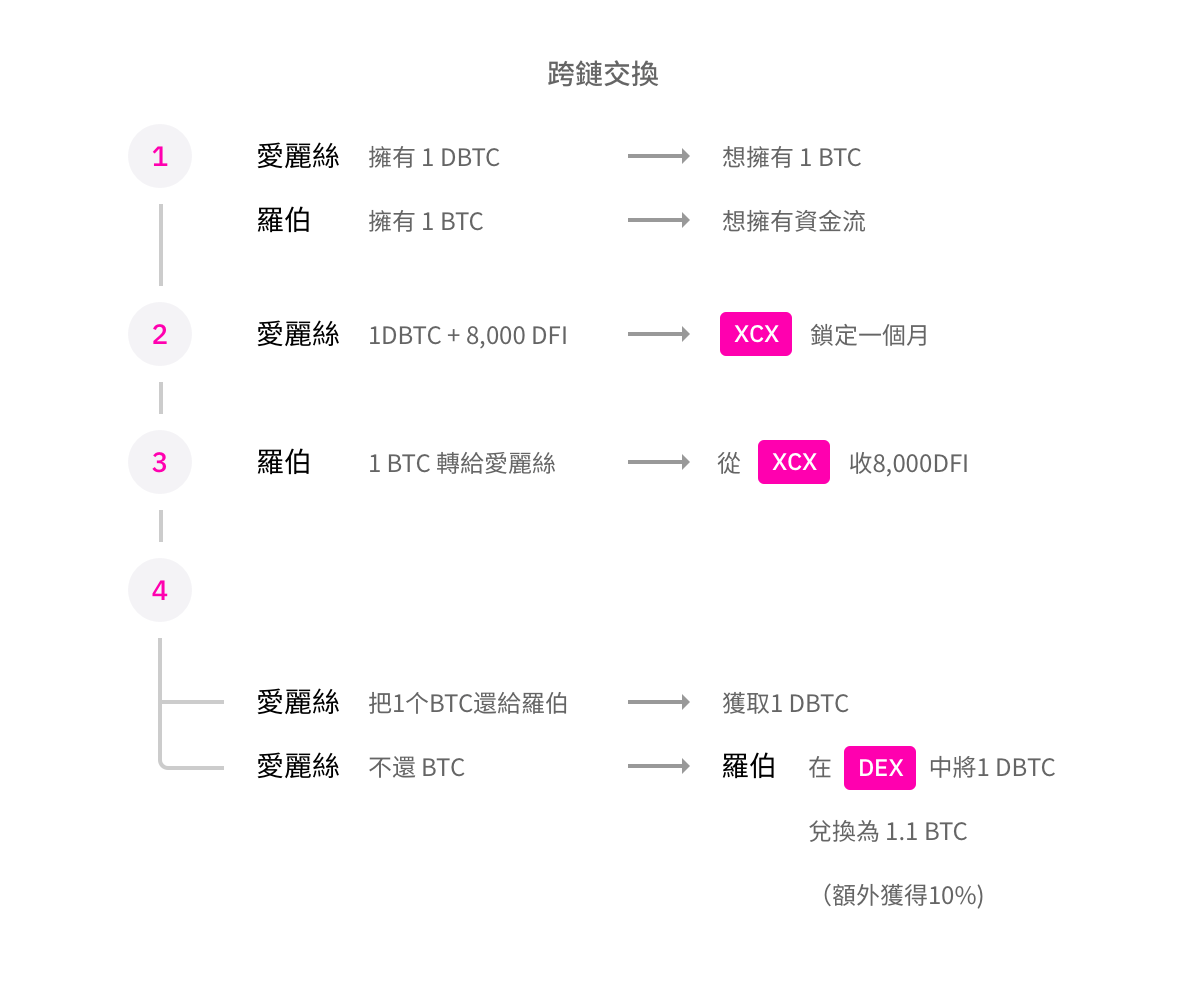 跨鏈交換
1 愛麗絲 擁有 1 DBTC 想擁有 1 BTC
羅伯 擁有 1 BTC 想擁有資金流
2 愛麗絲 1DBTC + 8,000 DFI XCX 鎖定一個月
3 羅伯 1 BTC 轉給愛麗絲 從 XCX 收8,000DFI
4
愛麗絲 把1个BTC還給羅伯 獲取1 DBTC
愛麗絲 不還 BTC 羅伯 在 DEX 中將1 DBTC
兌換為 1.1 BTC
（額外獲得10%)